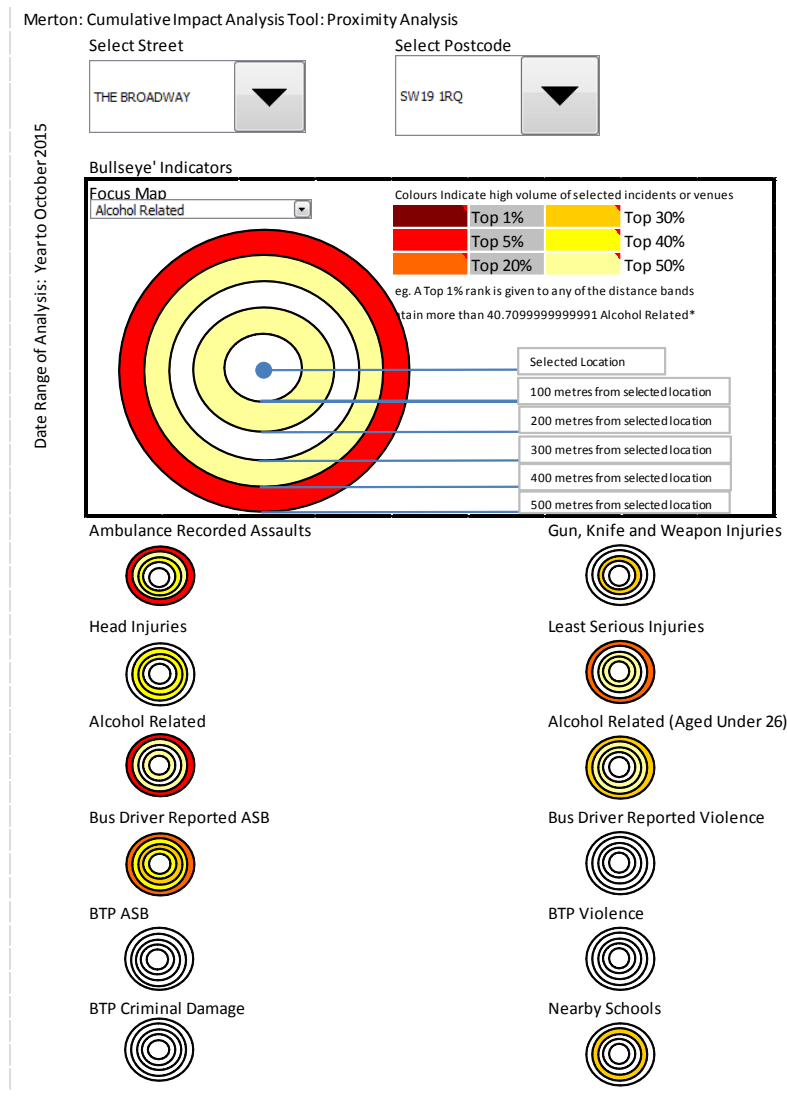 Merton: Cumulative Impact Analysis Tool: Proximity Analysis
Select Street
Select Postcode
THE BROADWAY
SW19 1RQ
Date Range of Analysis: Year to October 2015
Bullseye' Indicators
Focus Map
Alcohol Related
Colours Indicate high volume of selected incidents or venues
Top 1%
Top 30%
Top 5%
Top 40%
Top 20%
Top 50%
eg. A Top 1% rank is given to any of the distance bands
tain more than 40.7099999999991 Alcohol Related*
Selected Location
100 metres from selected location
200 metres from selected location
300 metres from selected location
400 metres from selected location
500 metres from selected location
Ambulance Recorded Assaults
Gun, Knife and Weapon Injuries
Head Injuries
Least Serious Injuries
Alcohol Related
Alcohol Related (Aged Under 26)
Bus Driver Reported ASB
Bus Driver Reported Violence
BTP ASB
BTP Violence
BTP Criminal Damage
Nearby Schools